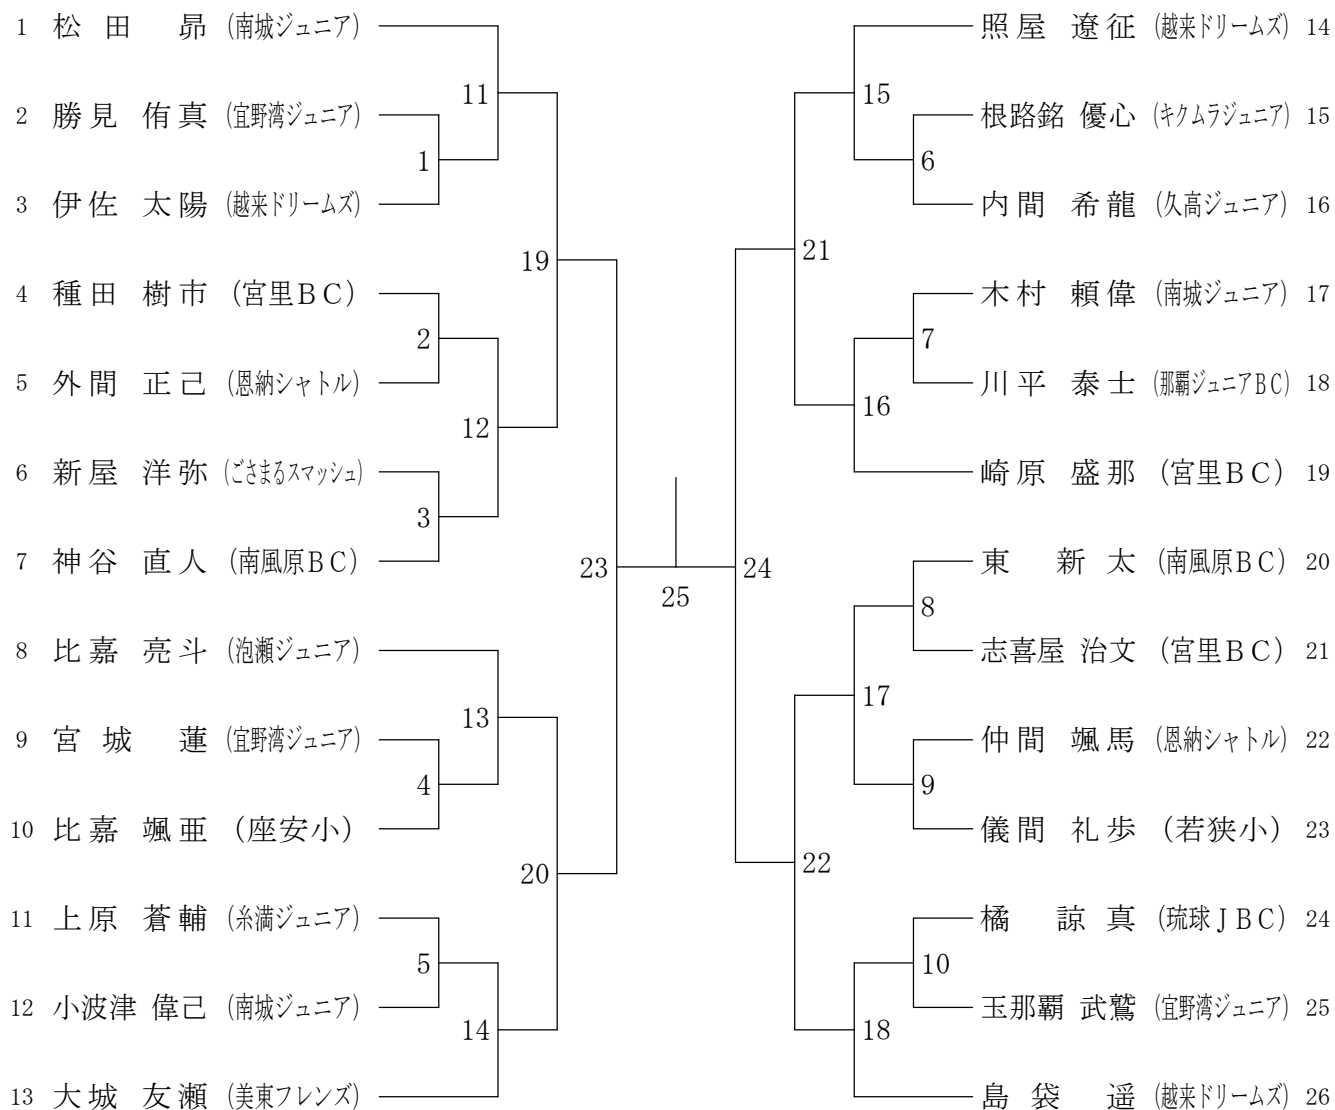 1 松田 昴 (南城ジュニア)
2 勝見 侑真 (宜野湾ジュニア)
3 伊佐 太陽 (越来ドリームズ)
4 種田 樹市 (宮里BC)
5 外間 正己 (恩納シャトル)
6 新屋 洋弥 (ごさまるスマッシュ)
7 神谷 直人 (南風原BC)
8 比嘉 亮斗 (泡瀬ジュニア)
9 宮城 蓮 (宜野湾ジュニア)
10 比嘉 颯亜 (座安小)
11 上原 蒼輔 (糸満ジュニア)
12 小波津 偉己 (南城ジュニア)
13 大城 友瀬 (美東フレンズ)
11
1
19
2
12
3
23
13
4
20
5
14
25
15
6
21
7
16
24
8
17
9
22
10
18
照屋 遼征 (越来ドリームズ) 14
根路銘 優心 (キクムラジュニア) 15
内間 希龍 (久高ジュニア) 16
木村 頼偉 (南城ジュニア) 17
川平 泰士 (那覇ジュニアBC) 18
崎原 盛那 (宮里BC) 19
東 新太 (南風原BC) 20
志喜屋 治文 (宮里BC) 21
仲間 颯馬 (恩納シャトル) 22
儀間 礼歩 (若狭小) 23
橘 諒真 (琉球JBC) 24
玉那覇 武鷲 (宜野湾ジュニア) 25
島袋 遥 (越来ドリームズ) 26